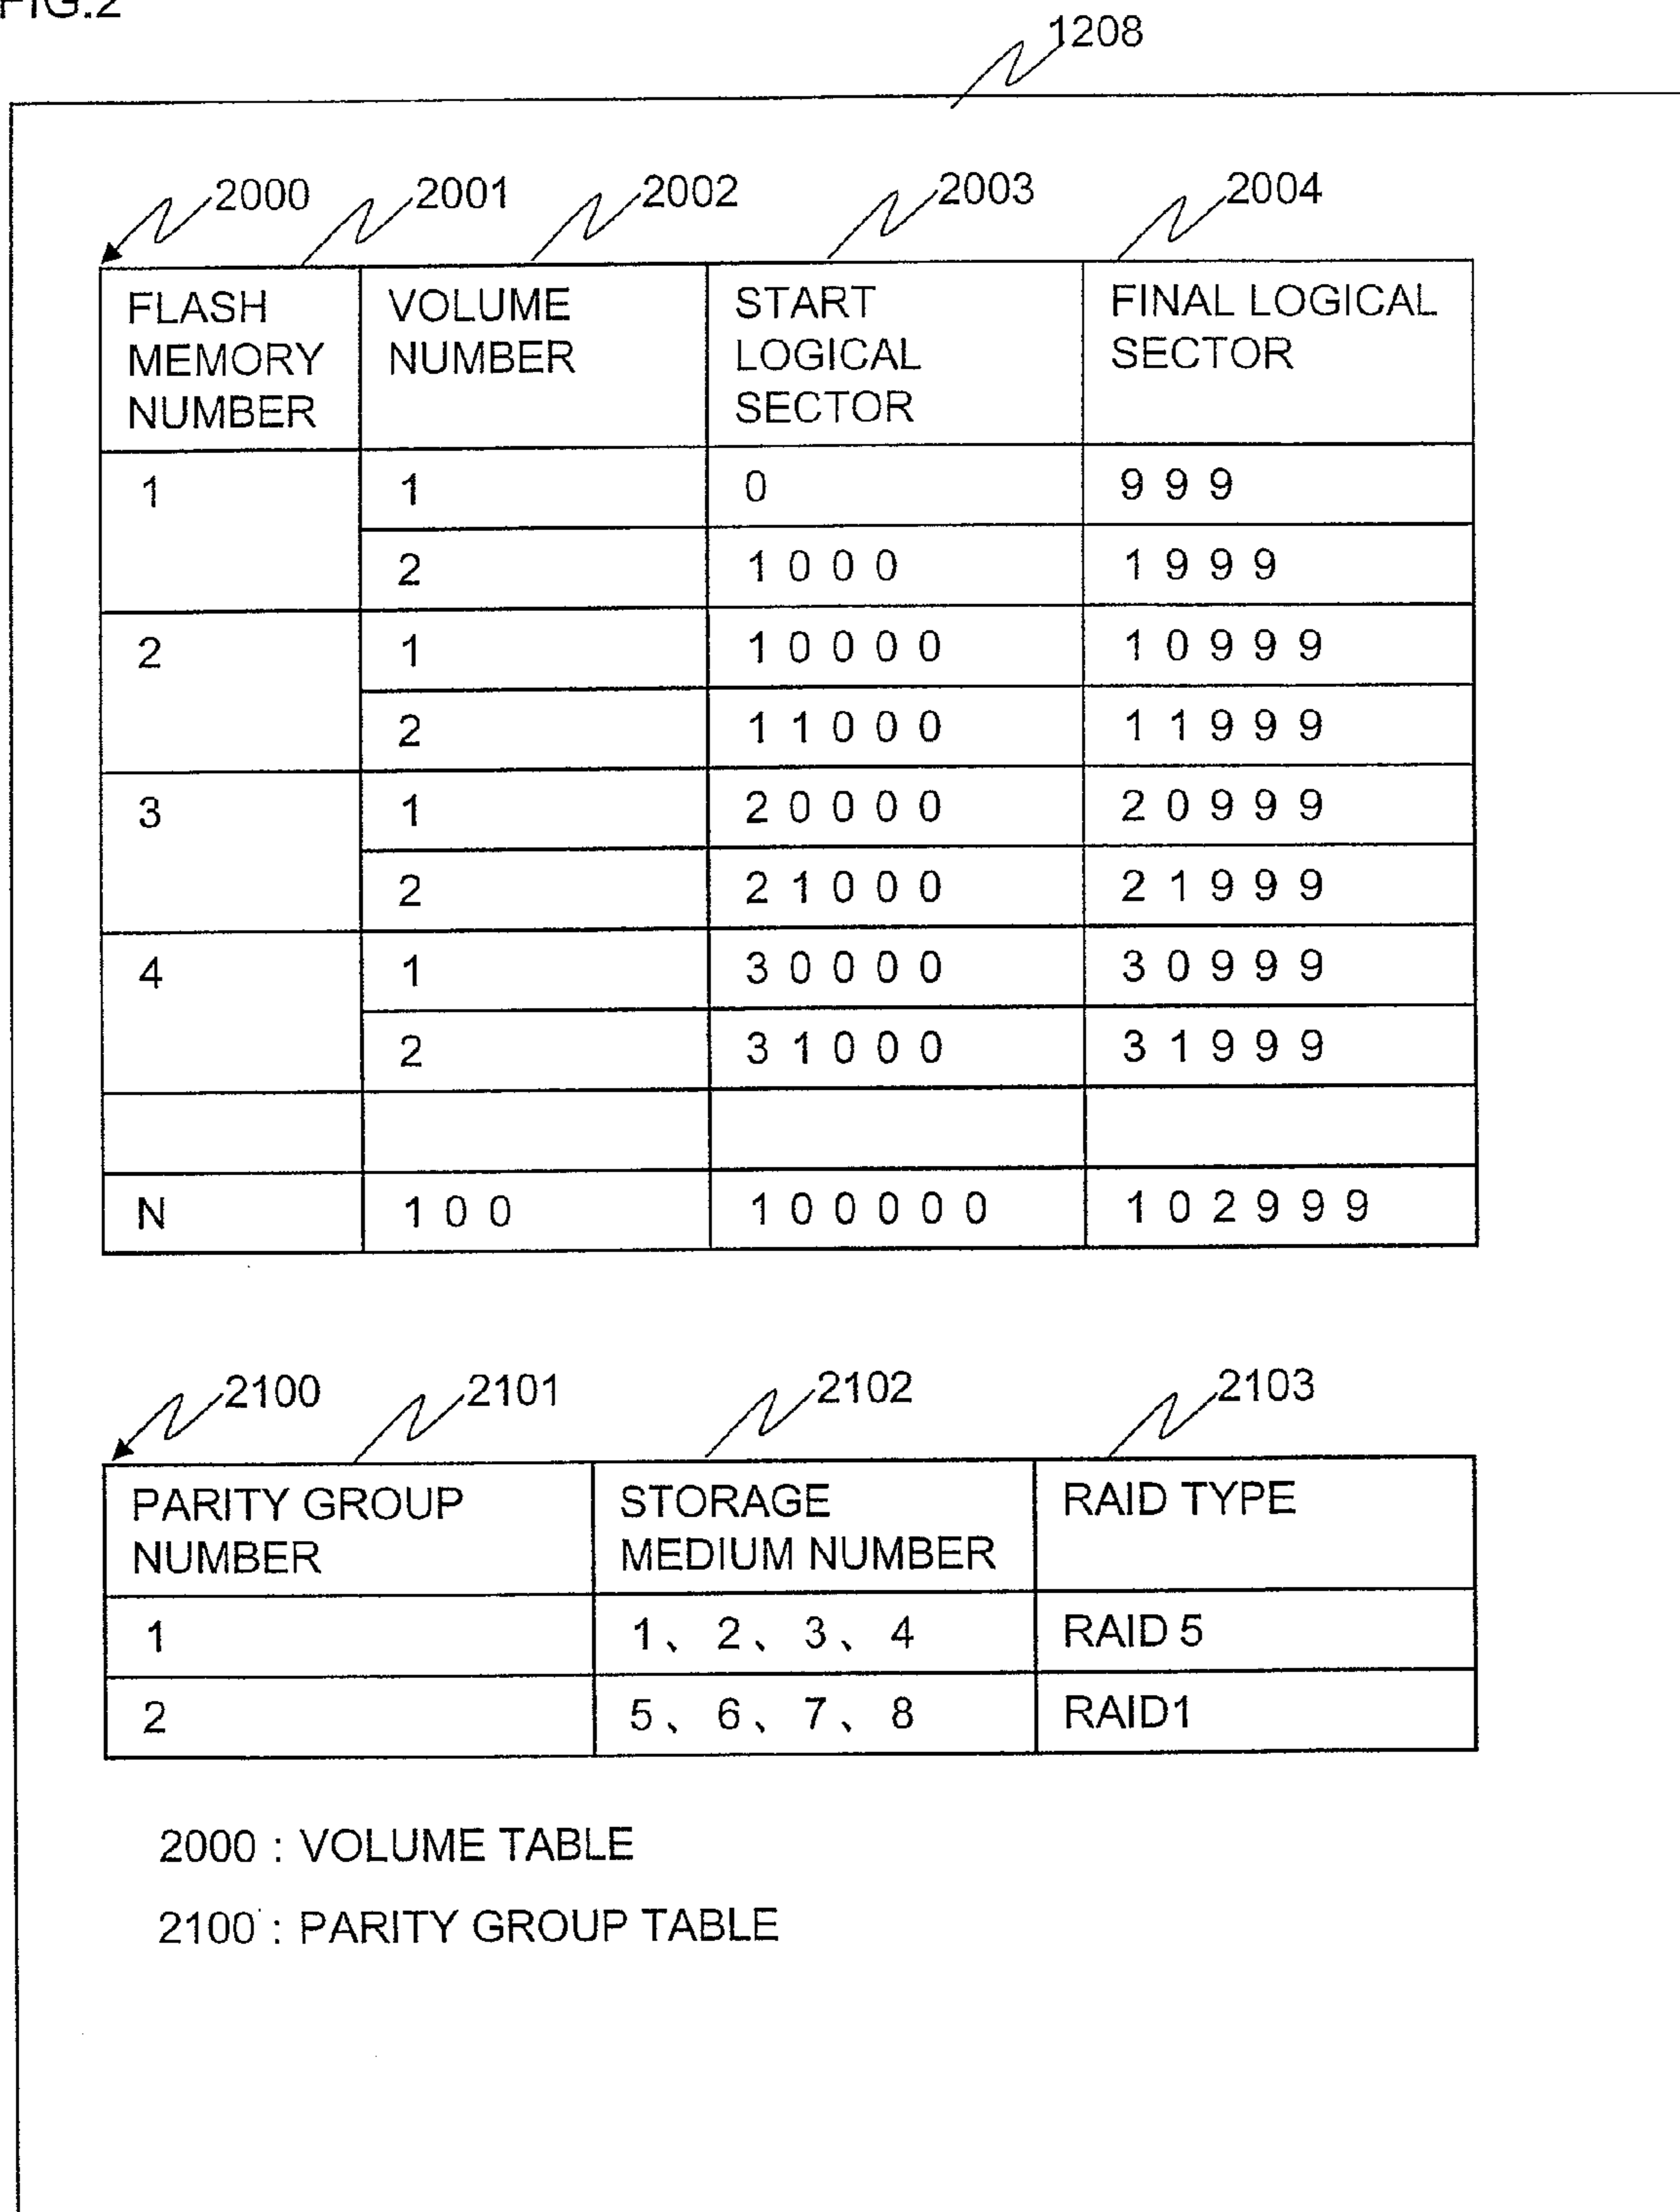 FIG.2
1208
2000 2001 2002 2003 2004
FLASH MEMORY NUMBER VOLUME NUMBER START LOGICAL SECTOR FINAL LOGICAL SECTOR
1 1 0 999
2 1000 1999
2 1 10000 10999
2 11000 11999
3 1 20000 20999
2 21000 21999
4 1 30000 30999
2 31000 31999
N 100 100000 102999
2100 2101 2102 2103
PARITY GROUP NUMBER STORAGE MEDIUM NUMBER RAID TYPE
1 1、2、3、4 RAID 5
2 5、6、7、8 RAID1
2000 : VOLUME TABLE
2100 : PARITY GROUP TABLE